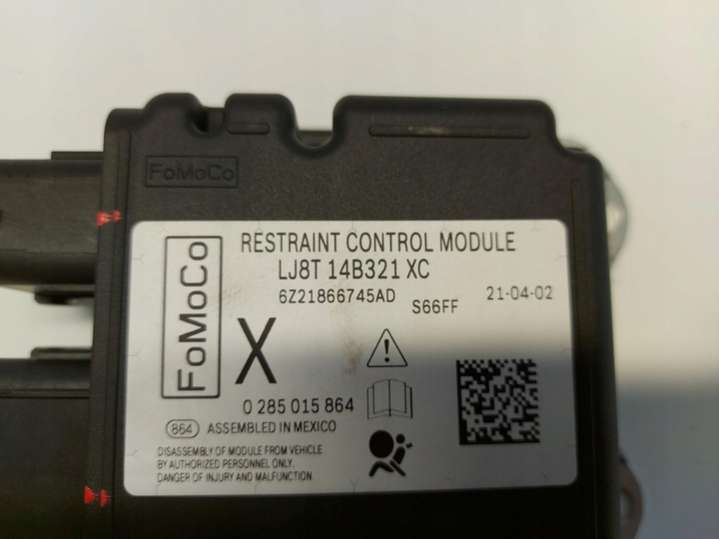 FoMoCo
FoMoCo
RESTRAINT CONTROL MODULE
LJ8T 14B321 XC
6Z21866745AD S66FF 21-04-02
X
0 285 015 864
864 ASSEMBLED IN MEXICO
DISASSEMBLY OF MODULE FROM VEHICLE
BY AUTHORIZED PERSONNEL ONLY.
DANGER OF INJURY AND MALFUNCTION.